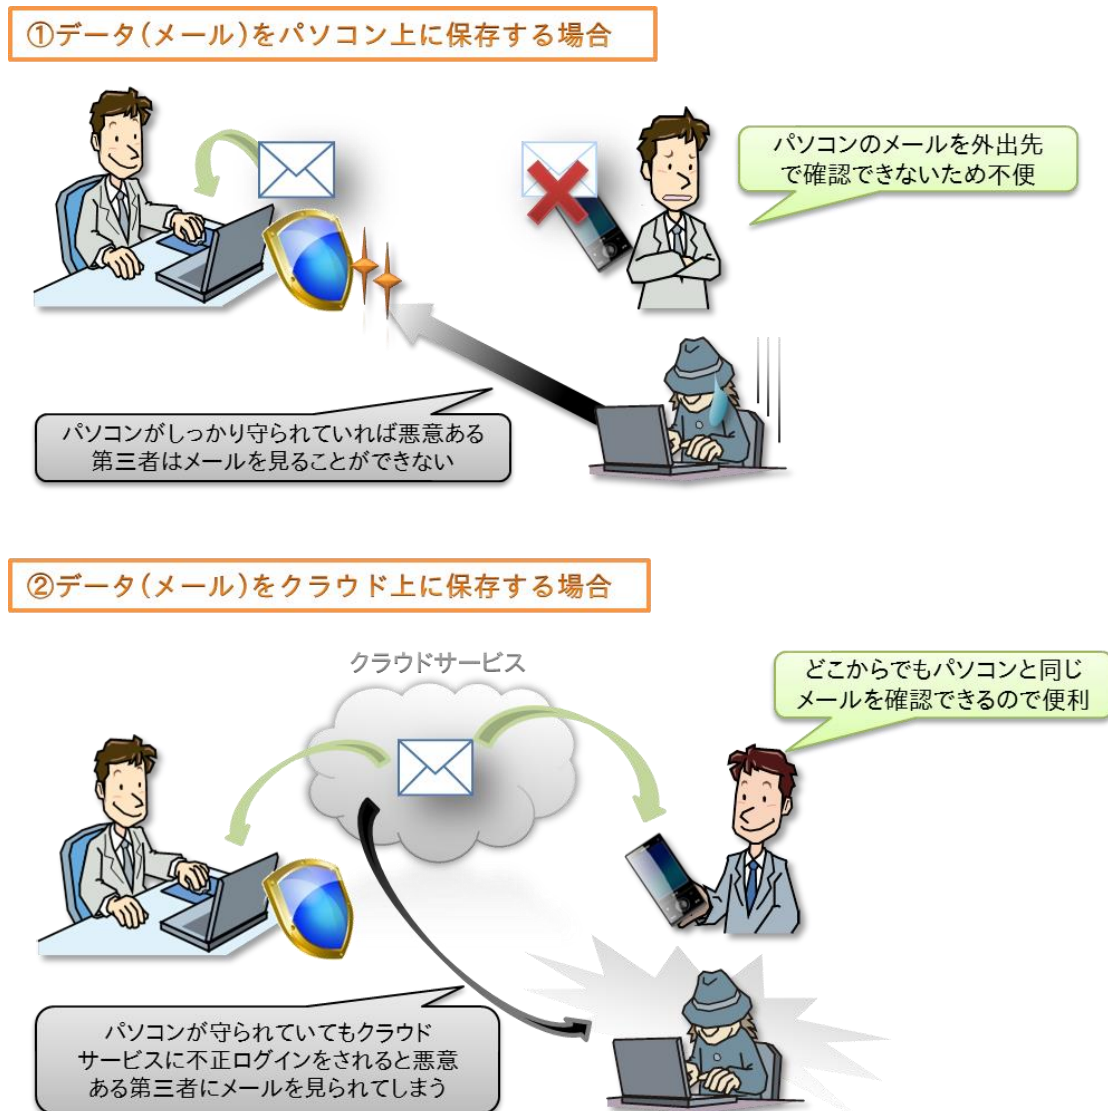 ①データ(メール)をパソコン上に保存する場合
パソコンのメールを外出先
で確認できないため不便
パソコンがしっかり守られていれば悪意ある
第三者はメールを見ることができない
②データ(メール)をクラウド上に保存する場合
クラウドサービス
どこからでもパソコンと同じ
メールを確認できるので便利
パソコンが守られていてもクラウド
サービスに不正ログインをされると悪意
ある第三者にメールを見られてしまう